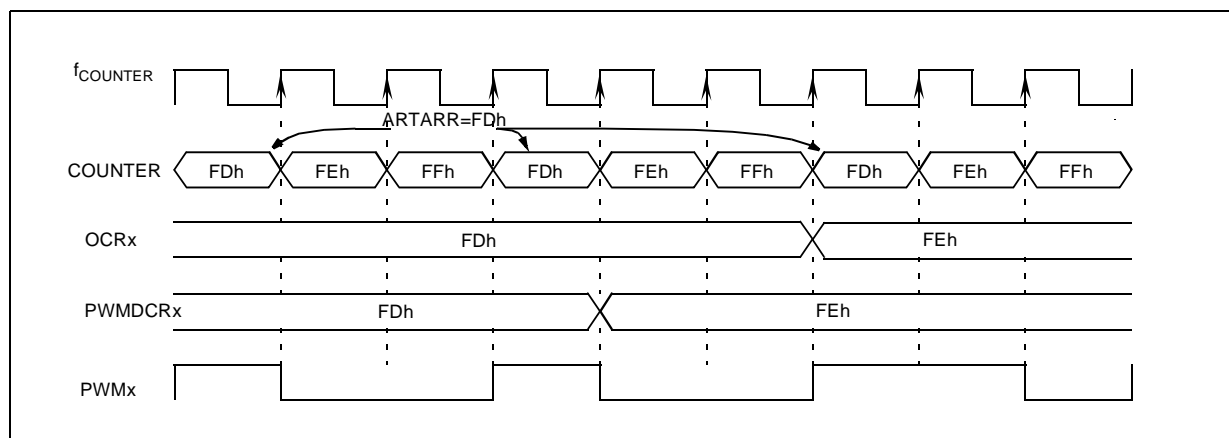 fCOUNTER
ARTARR=FDh
COUNTER FDh FEh FFh FDh FEh FFh FDh FEh FFh
OCRx FDh FEh
PWMDCRx FDh FEh
PWMx